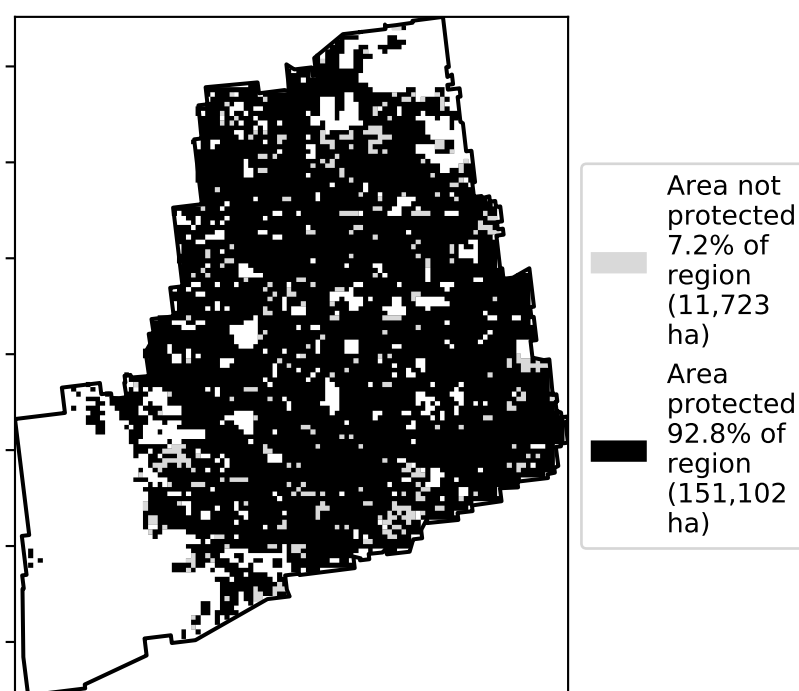 Area not
protected
7.2% of
region
(11,723
ha)
Area
protected
92.8% of
region
(151,102
ha)